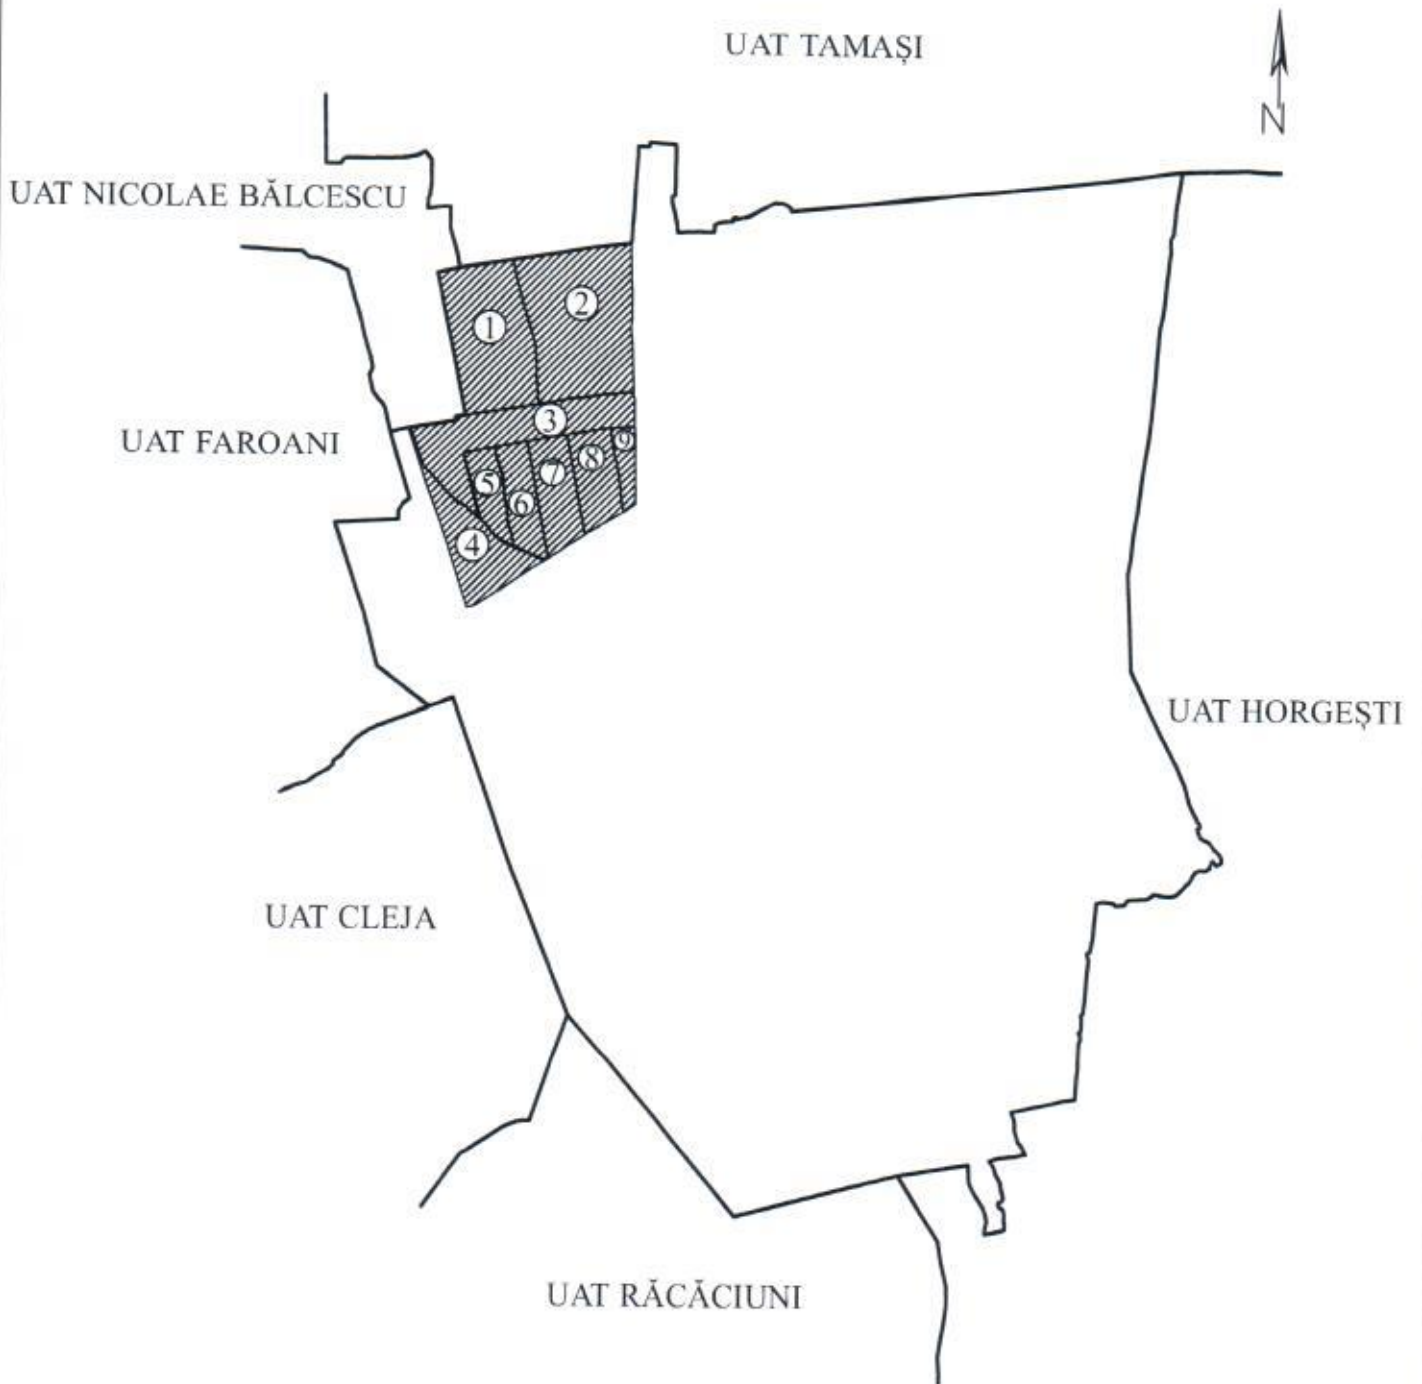 UAT TAMAȘI
N
UAT NICOLAE BĂLCESCU
2
1
3
UAT FAROANI
9
8
7
5
6
4
UAT HORGEȘTI
UAT CLEJA
UAT RĂCĂCIUNI